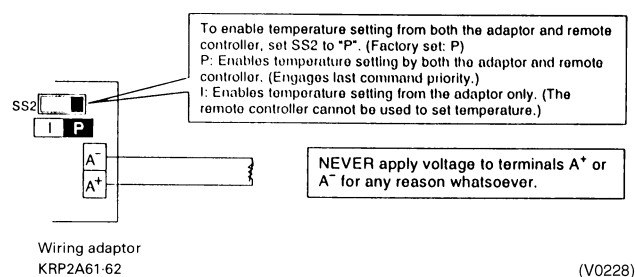 To enable temperature setting from both the adaptor and remote
controller, set SS2 to "P". (Factory set: P)
P: Enables temperature setting by both the adaptor and remote
controller. (Engages last command priority.)
I: Enables temperature setting from the adaptor only. (The
remote controller cannot be used to set temperature.)
SS2
I P
A⁻
A⁺
NEVER apply voltage to terminals A⁺ or
A⁻ for any reason whatsoever.
Wiring adaptor
KRP2A61·62
(V0228)